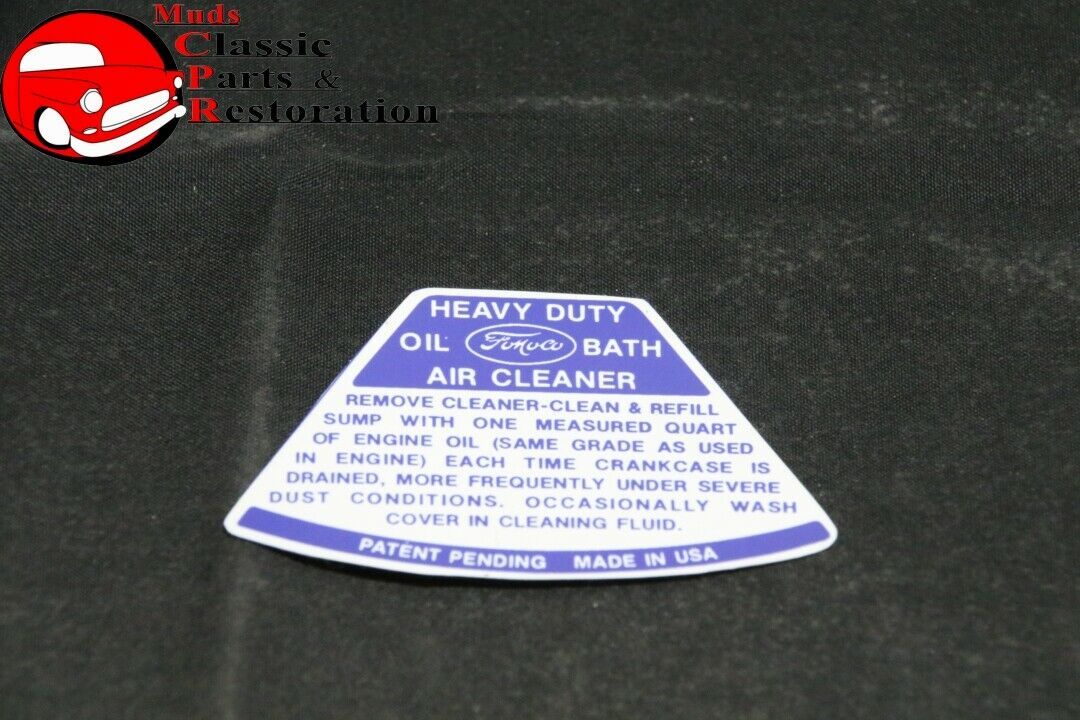 Muds
Classic
Parts &
Restoration
HEAVY DUTY
OIL FoMoCo BATH
AIR CLEANER
REMOVE CLEANER-CLEAN & REFILL
SUMP WITH ONE MEASURED QUART
OF ENGINE OIL (SAME GRADE AS USED
IN ENGINE) EACH TIME CRANKCASE IS
DRAINED, MORE FREQUENTLY UNDER SEVERE
DUST CONDITIONS. OCCASIONALLY WASH
COVER IN CLEANING FLUID.
PATENT PENDING MADE IN USA